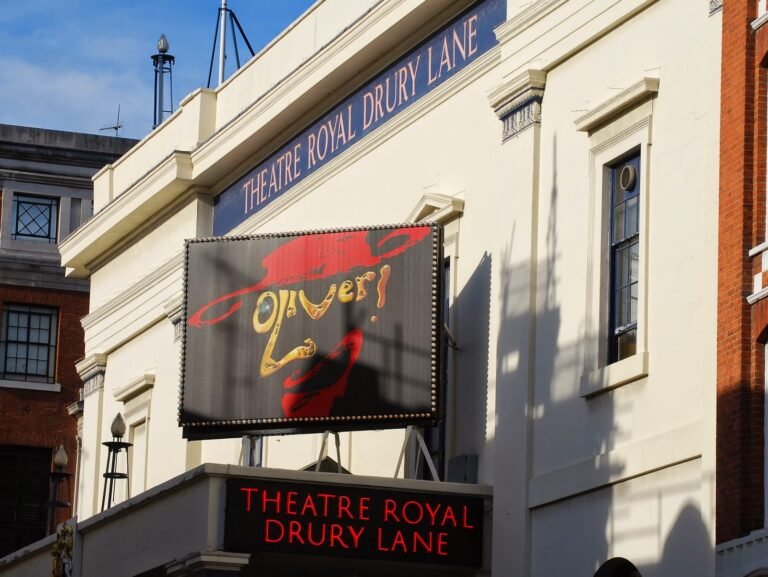 THEATRE ROYAL DRURY LANE
Oliver!
THEATRE ROYAL
DRURY LANE